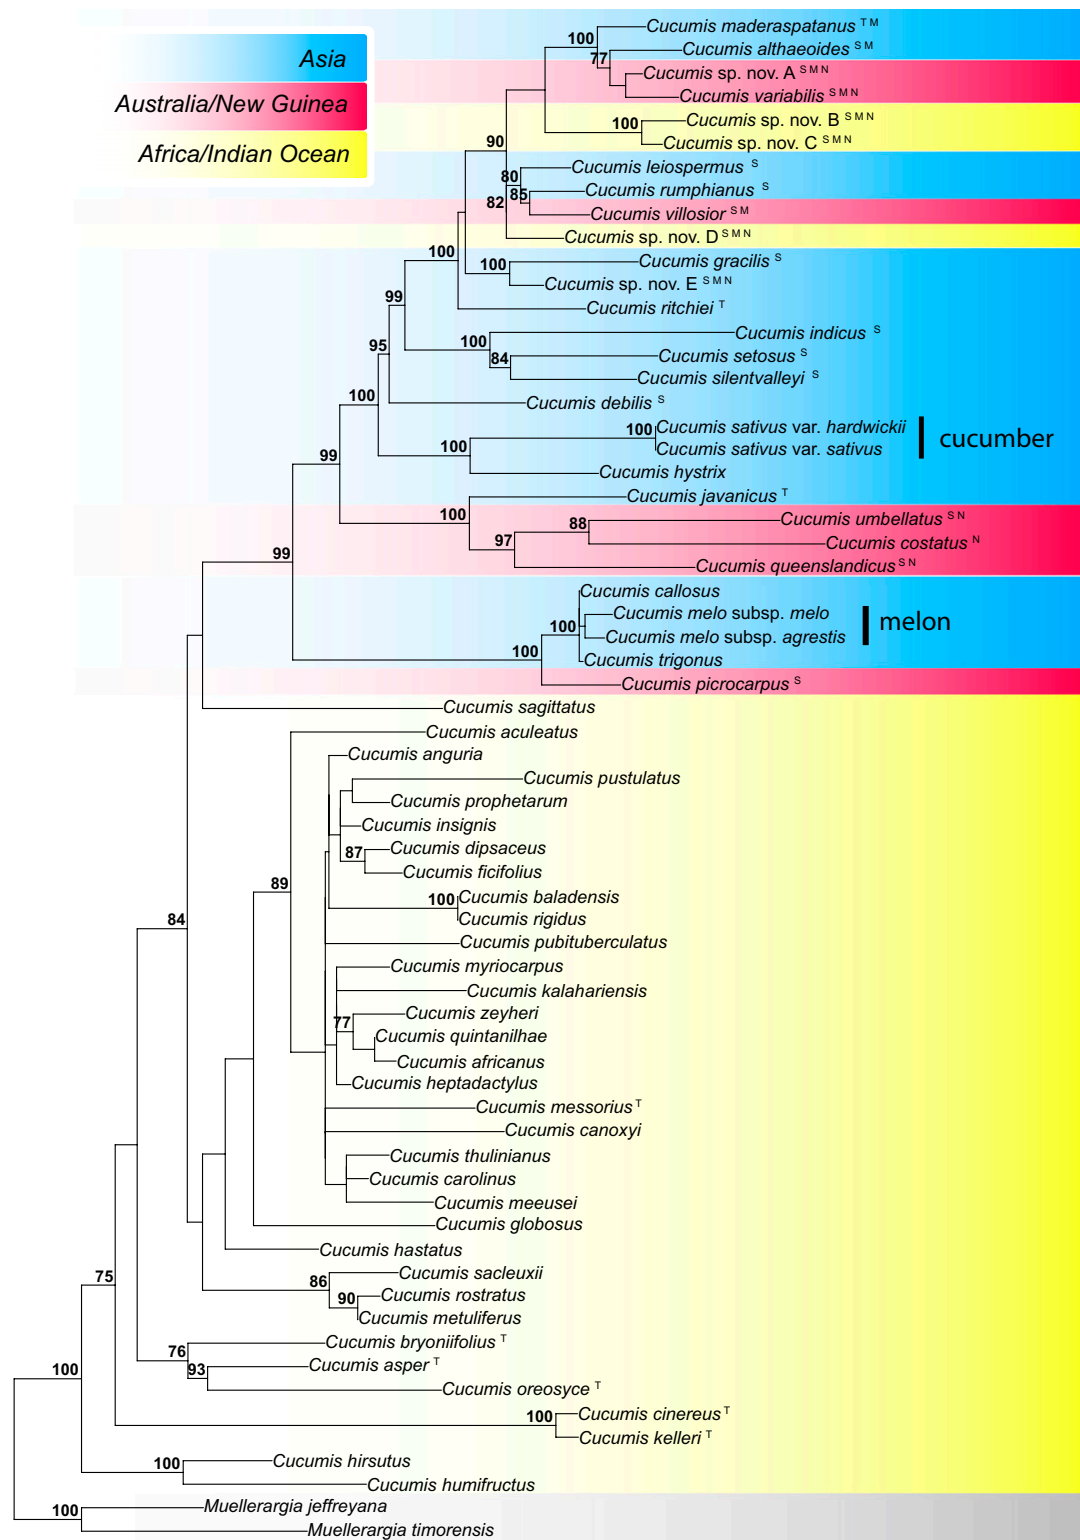 Asia
Australia/New Guinea
Africa/Indian Ocean
100 Cucumis maderaspatanus T M
77 Cucumis althaeoides S M
Cucumis sp. nov. A S M N
Cucumis variabilis S M N
100 Cucumis sp. nov. B S M N
Cucumis sp. nov. C S M N
90
80 Cucumis leiospermus S
85 Cucumis rumphianus S
82 Cucumis villosior S M
Cucumis sp. nov. D S M N
100
100 Cucumis gracilis S
Cucumis sp. nov. E S M N
99
Cucumis ritchiei T
95 100 Cucumis indicus S
84 Cucumis setosus S
Cucumis silentvalleyi S
100
Cucumis debilis S
100 Cucumis sativus var. hardwickii
cucumber
100 Cucumis sativus var. sativus
99
Cucumis hystrix
Cucumis javanicus T
100 88 Cucumis umbellatus S N
97 Cucumis costatus N
99
Cucumis queenslandicus S N
Cucumis callosus
Cucumis melo subsp. melo
melon
100 Cucumis melo subsp. agrestis
100 Cucumis trigonus
Cucumis picrocarpus S
Cucumis sagittatus
Cucumis aculeatus
Cucumis anguria
Cucumis pustulatus
Cucumis prophetarum
Cucumis insignis
87 Cucumis dipsaceus
Cucumis ficifolius
89
100 Cucumis baladensis
Cucumis rigidus
84
Cucumis pubituberculatus
Cucumis myriocarpus
Cucumis kalahariensis
77 Cucumis zeyheri
Cucumis quintanilhae
Cucumis africanus
Cucumis heptadactylus
Cucumis messorius T
Cucumis canoxyi
Cucumis thulinianus
Cucumis carolinus
Cucumis meeusei
Cucumis globosus
Cucumis hastatus
75
86 Cucumis sacleuxii
90 Cucumis rostratus
Cucumis metuliferus
76 Cucumis bryoniifolius T
100 93 Cucumis asper T
Cucumis oreosyce T
100 Cucumis cinereus T
Cucumis kelleri T
100 Cucumis hirsutus
Cucumis humifructus
100 Muellerargia jeffreyana
Muellerargia timorensis